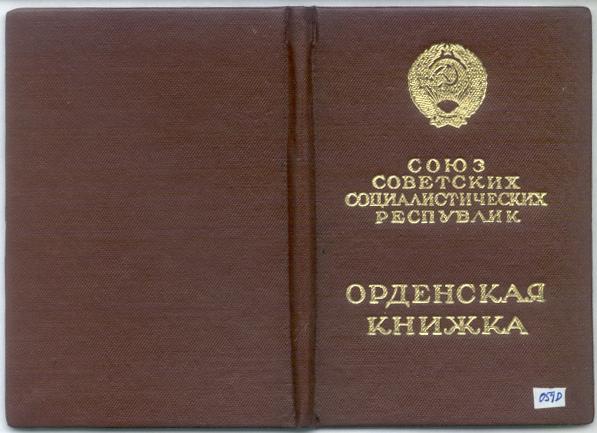 СОЮЗ
СОВЕТСКИХ
СОЦИАЛИСТИЧЕСКИХ
РЕСПУБЛИК
ОРДЕНСКАЯ
КНИЖКА
059D